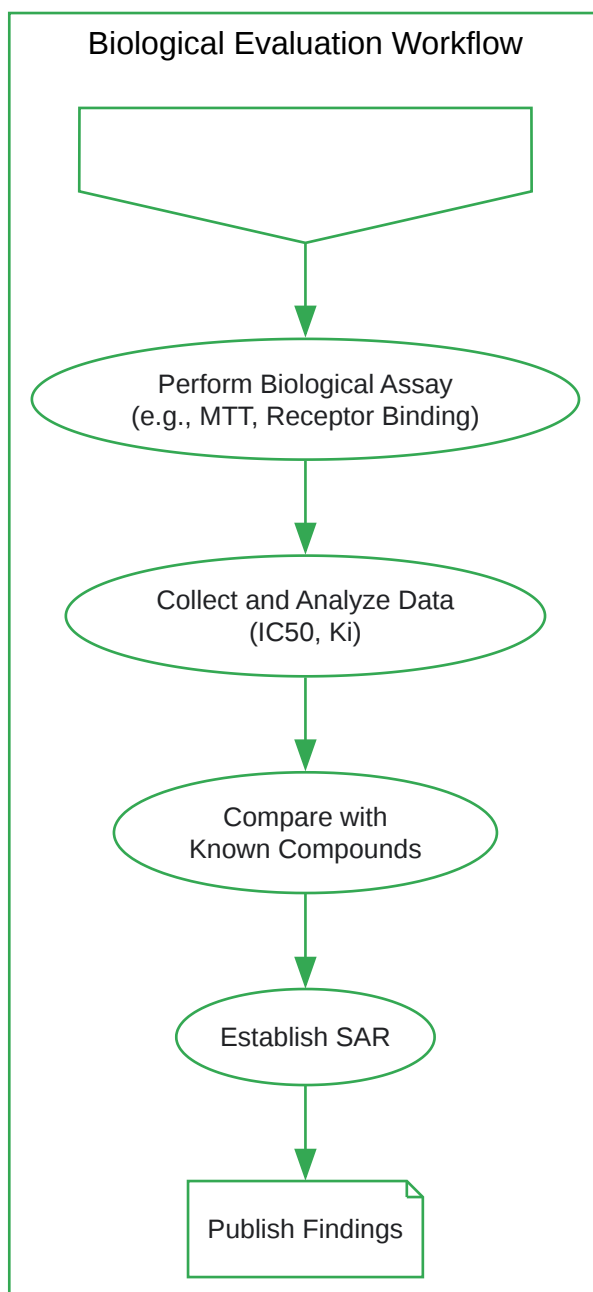 Biological Evaluation Workflow
Perform Biological Assay
(e.g., MTT, Receptor Binding)
Collect and Analyze Data
(IC50, Ki)
Compare with
Known Compounds
Establish SAR
Publish Findings